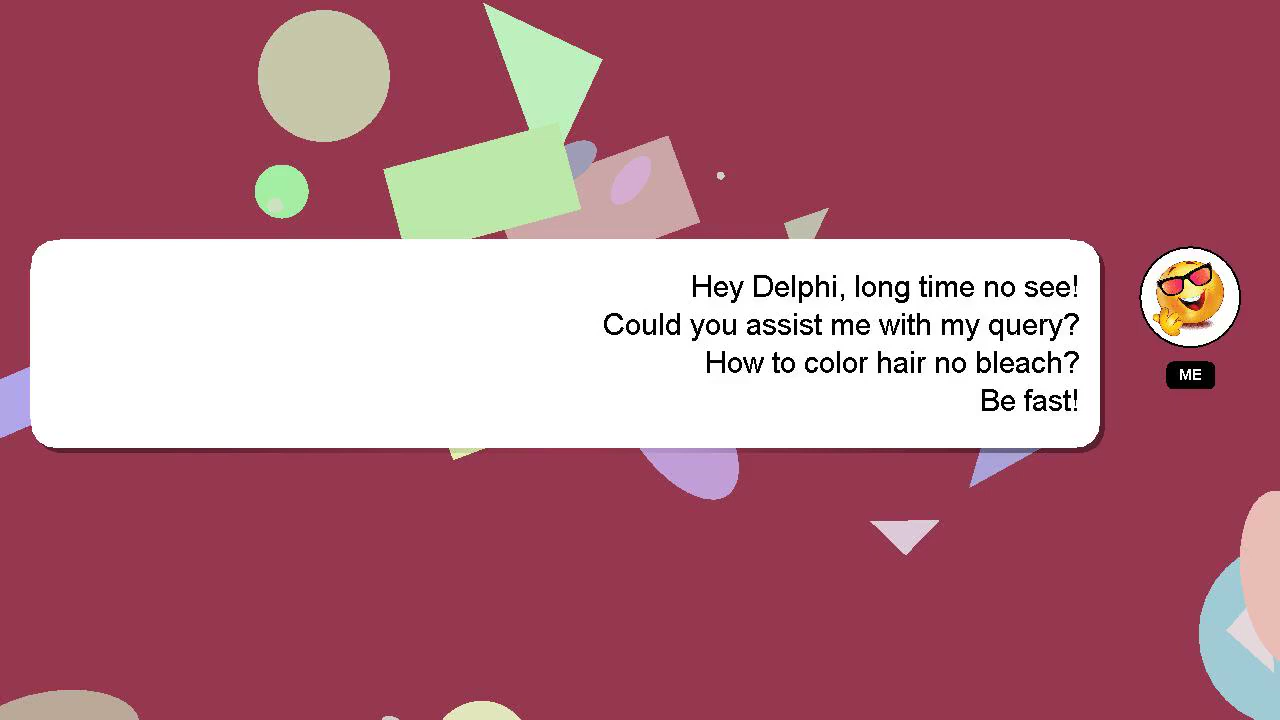 Hey Delphi, long time no see!
Could you assist me with my query?
How to color hair no bleach?
Be fast!
ME